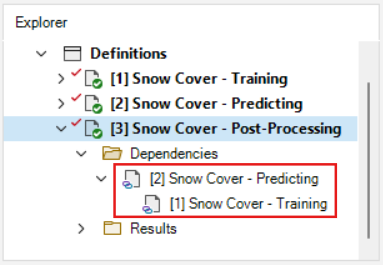 Explorer
Definitions
[1] Snow Cover - Training
[2] Snow Cover - Predicting
[3] Snow Cover - Post-Processing
Dependencies
[2] Snow Cover - Predicting
[1] Snow Cover - Training
Results